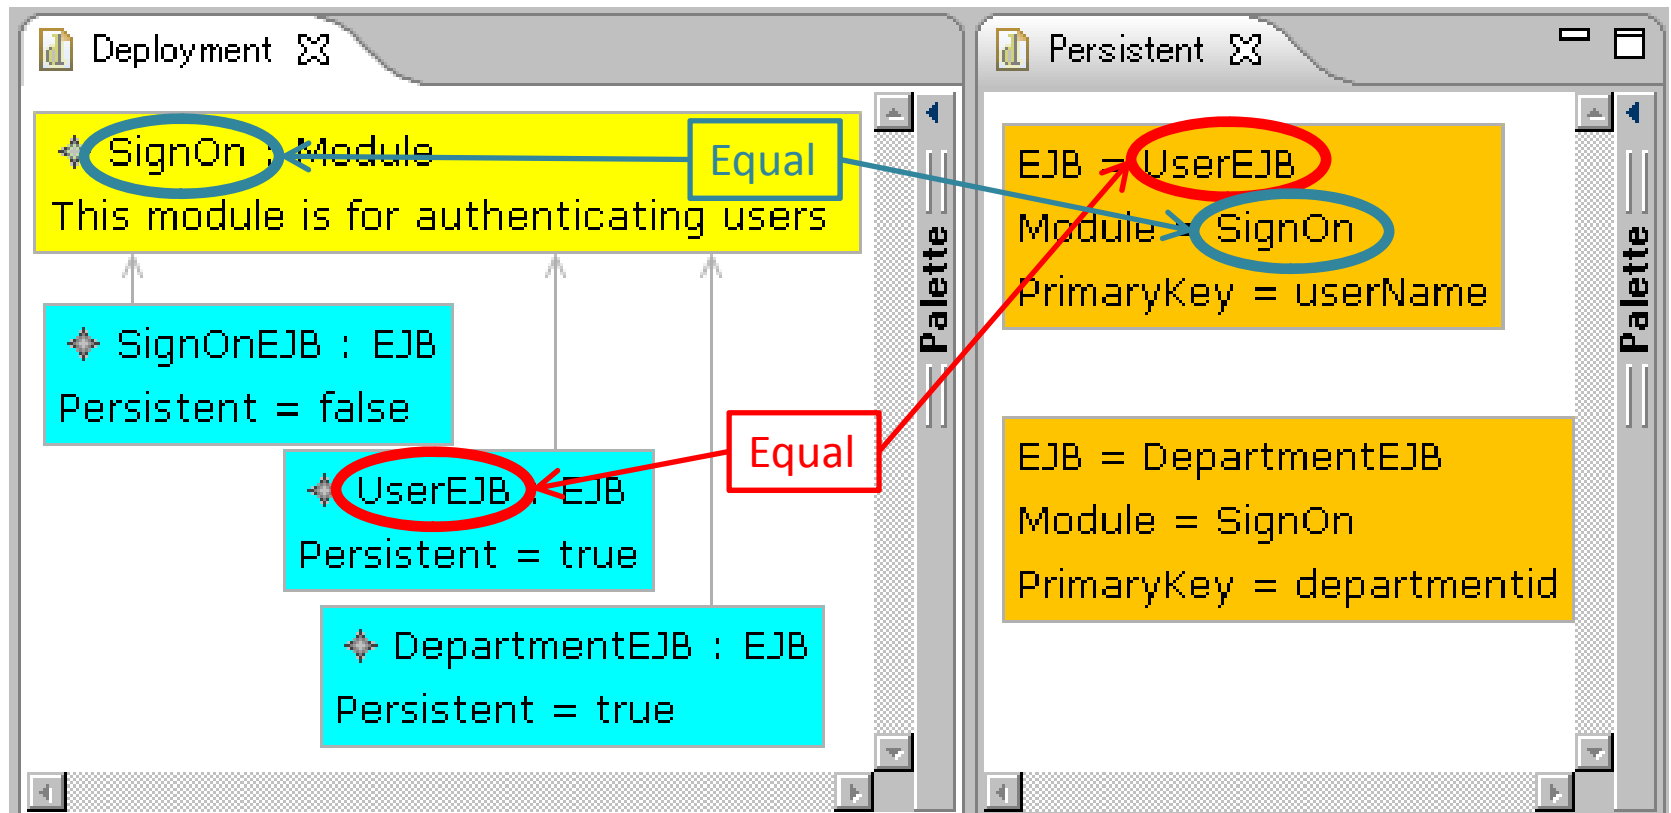 Deployment
SignOn : Module
This module is for authenticating users
SignOnEJB : EJB
Persistent = false
UserEJB : EJB
Persistent = true
DepartmentEJB : EJB
Persistent = true
Palette
Equal
Equal
Persistent
EJB = UserEJB
Module = SignOn
PrimaryKey = userName
EJB = DepartmentEJB
Module = SignOn
PrimaryKey = departmentid
Palette